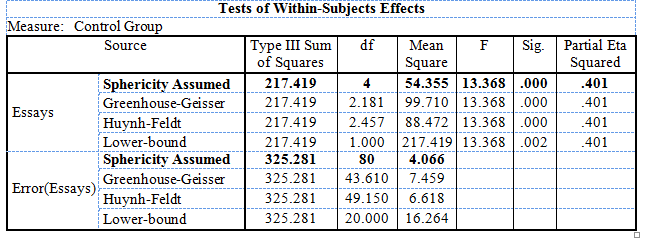 Tests of Within-Subjects Effects
Measure: Control Group
Source Type III Sum of Squares df Mean Square F Sig. Partial Eta Squared
Essays Sphericity Assumed 217.419 4 54.355 13.368 .000 .401
Greenhouse-Geisser 217.419 2.181 99.710 13.368 .000 .401
Huynh-Feldt 217.419 2.457 88.472 13.368 .000 .401
Lower-bound 217.419 1.000 217.419 13.368 .002 .401
Error(Essays) Sphericity Assumed 325.281 80 4.066
Greenhouse-Geisser 325.281 43.610 7.459
Huynh-Feldt 325.281 49.150 6.618
Lower-bound 325.281 20.000 16.264